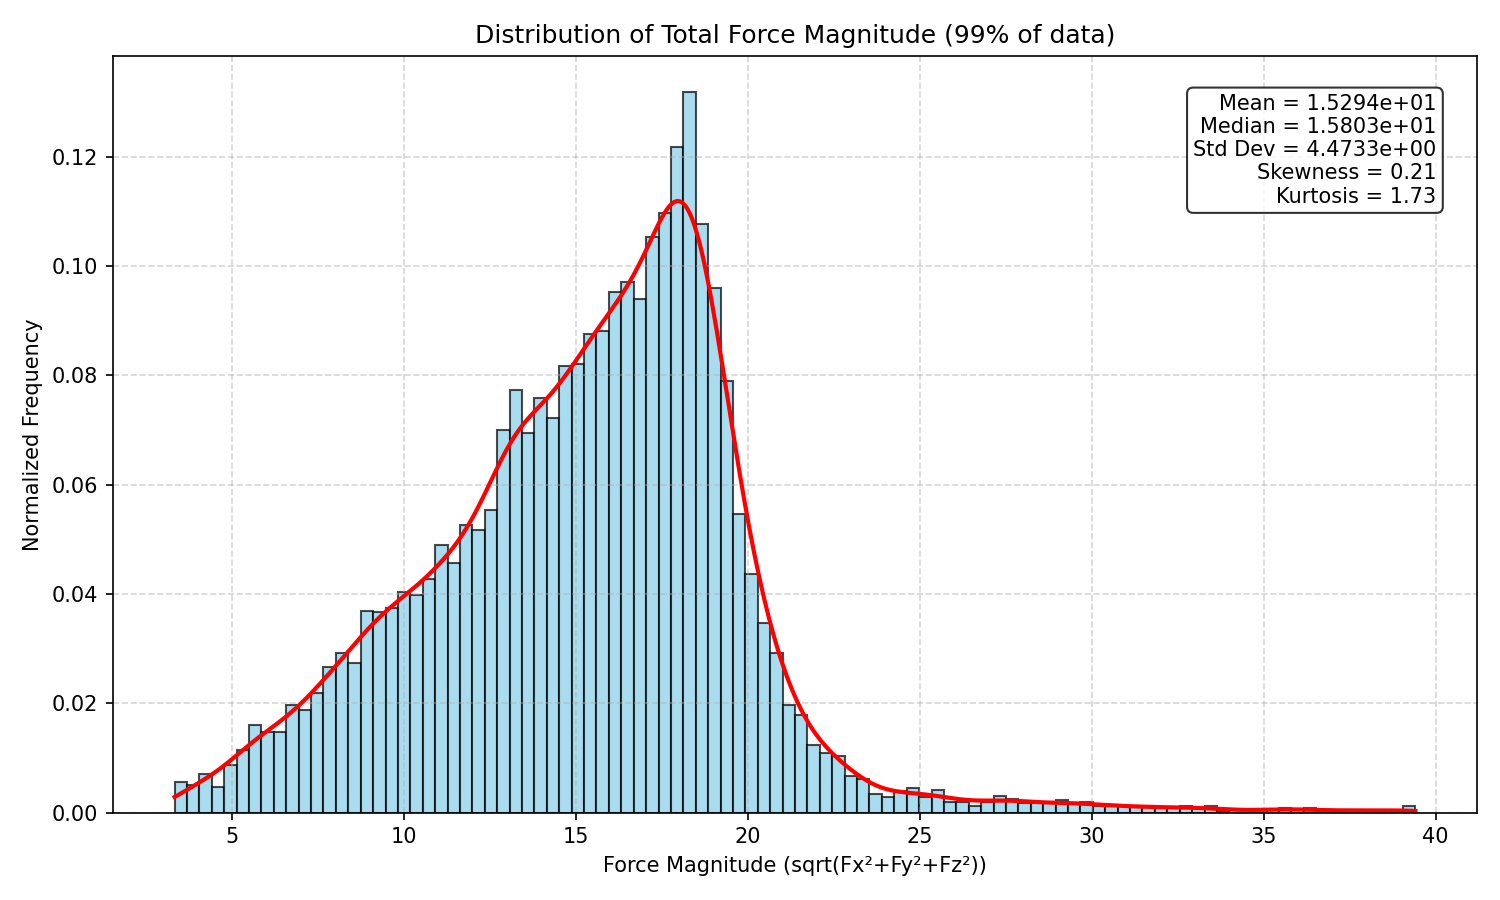 Distribution of Total Force Magnitude (99% of data)
Mean = 1.5294e+01
Median = 1.5803e+01
Std Dev = 4.4733e+00
Skewness = 0.21
Kurtosis = 1.73
Normalized Frequency
0.12
0.10
0.08
0.06
0.04
0.02
0.00
5 10 15 20 25 30 35 40
Force Magnitude (sqrt(Fx²+Fy²+Fz²))